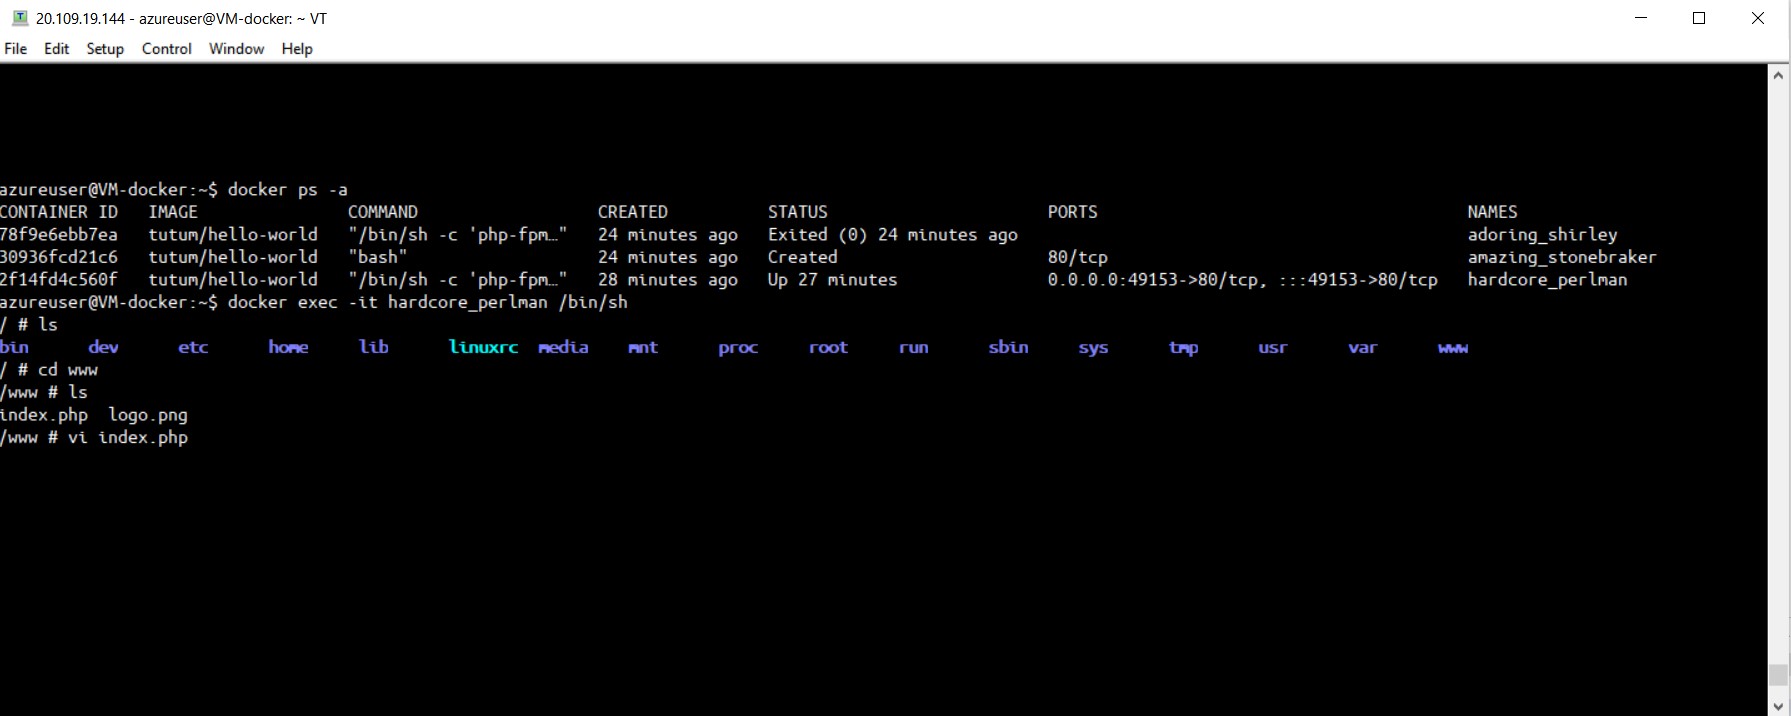 20.109.19.144 - azureuser@VM-docker: ~ VT
File Edit Setup Control Window Help
azureuser@VM-docker:~$ docker ps -a
CONTAINER ID IMAGE COMMAND CREATED STATUS PORTS NAMES
78f9e6ebb7ea tutum/hello-world "/bin/sh -c 'php-fpm…" 24 minutes ago Exited (0) 24 minutes ago adoring_shirley
30936fcd21c6 tutum/hello-world "bash" 24 minutes ago Created 80/tcp amazing_stonebraker
2f14fd4c560f tutum/hello-world "/bin/sh -c 'php-fpm…" 28 minutes ago Up 27 minutes 0.0.0.0:49153->80/tcp, :::49153->80/tcp hardcore_perlman
azureuser@VM-docker:~$ docker exec -it hardcore_perlman /bin/sh
/ # ls
bin dev etc home lib linuxrc media mnt proc root run sbin sys tmp usr var www
/ # cd www
/www # ls
index.php logo.png
/www # vi index.php